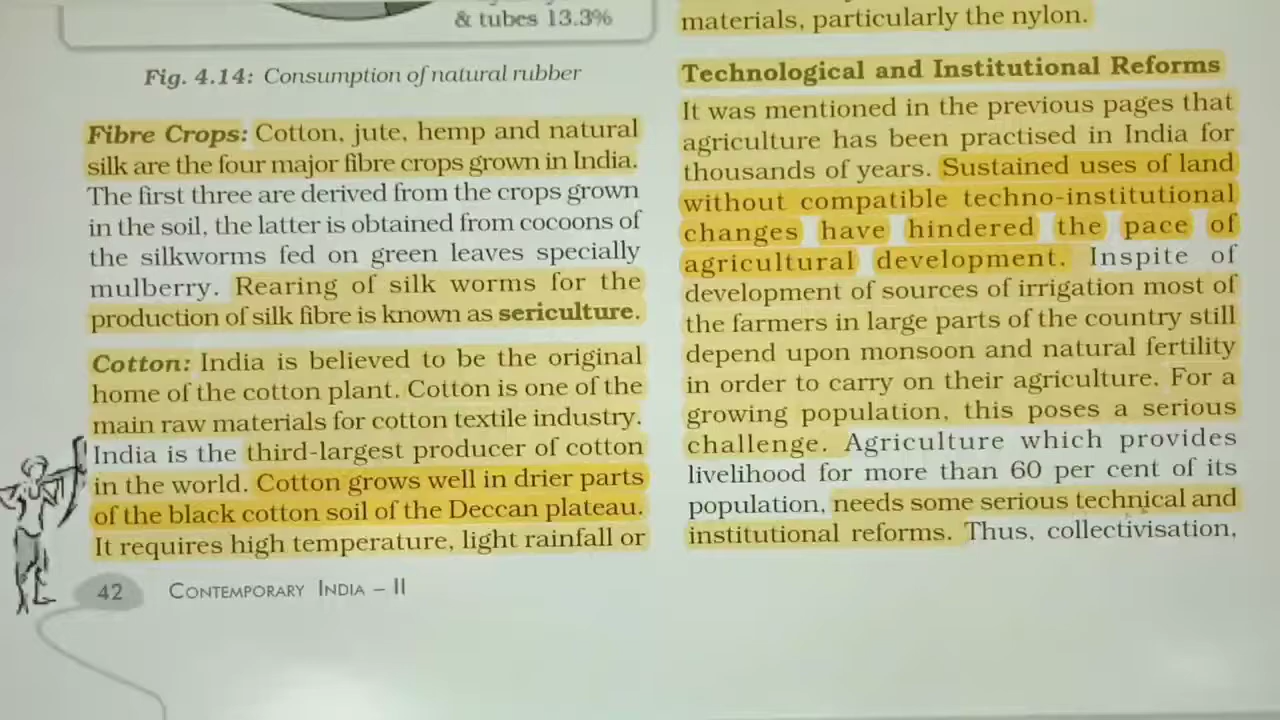 & tubes 13.3%
Fig. 4.14: Consumption of natural rubber
Fibre Crops: Cotton, jute, hemp and natural
silk are the four major fibre crops grown in India.
The first three are derived from the crops grown
in the soil, the latter is obtained from cocoons of
the silkworms fed on green leaves specially
mulberry. Rearing of silk worms for the
production of silk fibre is known as sericulture.
Cotton: India is believed to be the original
home of the cotton plant. Cotton is one of the
main raw materials for cotton textile industry.
India is the third-largest producer of cotton
in the world. Cotton grows well in drier parts
of the black cotton soil of the Deccan plateau.
It requires high temperature, light rainfall or
42 CONTEMPORARY INDIA – II
materials, particularly the nylon.
Technological and Institutional Reforms
It was mentioned in the previous pages that
agriculture has been practised in India for
thousands of years. Sustained uses of land
without compatible techno-institutional
changes have hindered the pace of
agricultural development. Inspite of
development of sources of irrigation most of
the farmers in large parts of the country still
depend upon monsoon and natural fertility
in order to carry on their agriculture. For a
growing population, this poses a serious
challenge. Agriculture which provides
livelihood for more than 60 per cent of its
population, needs some serious technical and
institutional reforms. Thus, collectivisation,